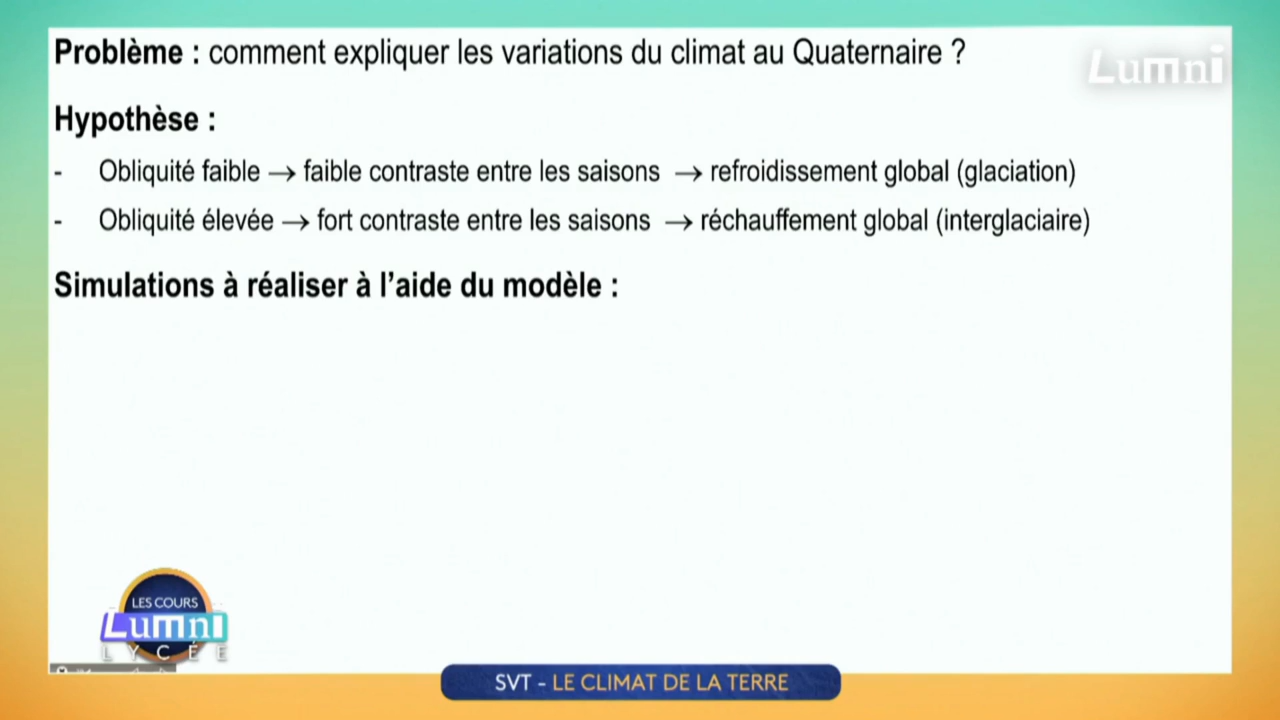 Problème : comment expliquer les variations du climat au Quaternaire ?
Lumni
Hypothèse :
- Obliquité faible → faible contraste entre les saisons → refroidissement global (glaciation)
- Obliquité élevée → fort contraste entre les saisons → réchauffement global (interglaciaire)
Simulations à réaliser à l’aide du modèle :
LES COURS
Lumni
LYCÉE
SVT - LE CLIMAT DE LA TERRE